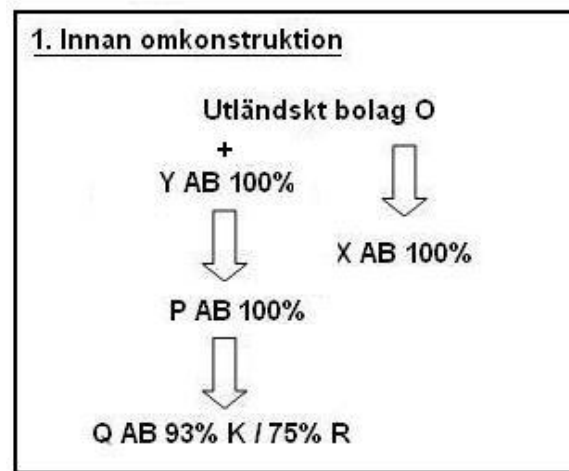 1. Innan omkonstruktion
Utländskt bolag O
+
Y AB 100%
X AB 100%
P AB 100%
Q AB 93% K / 75% R